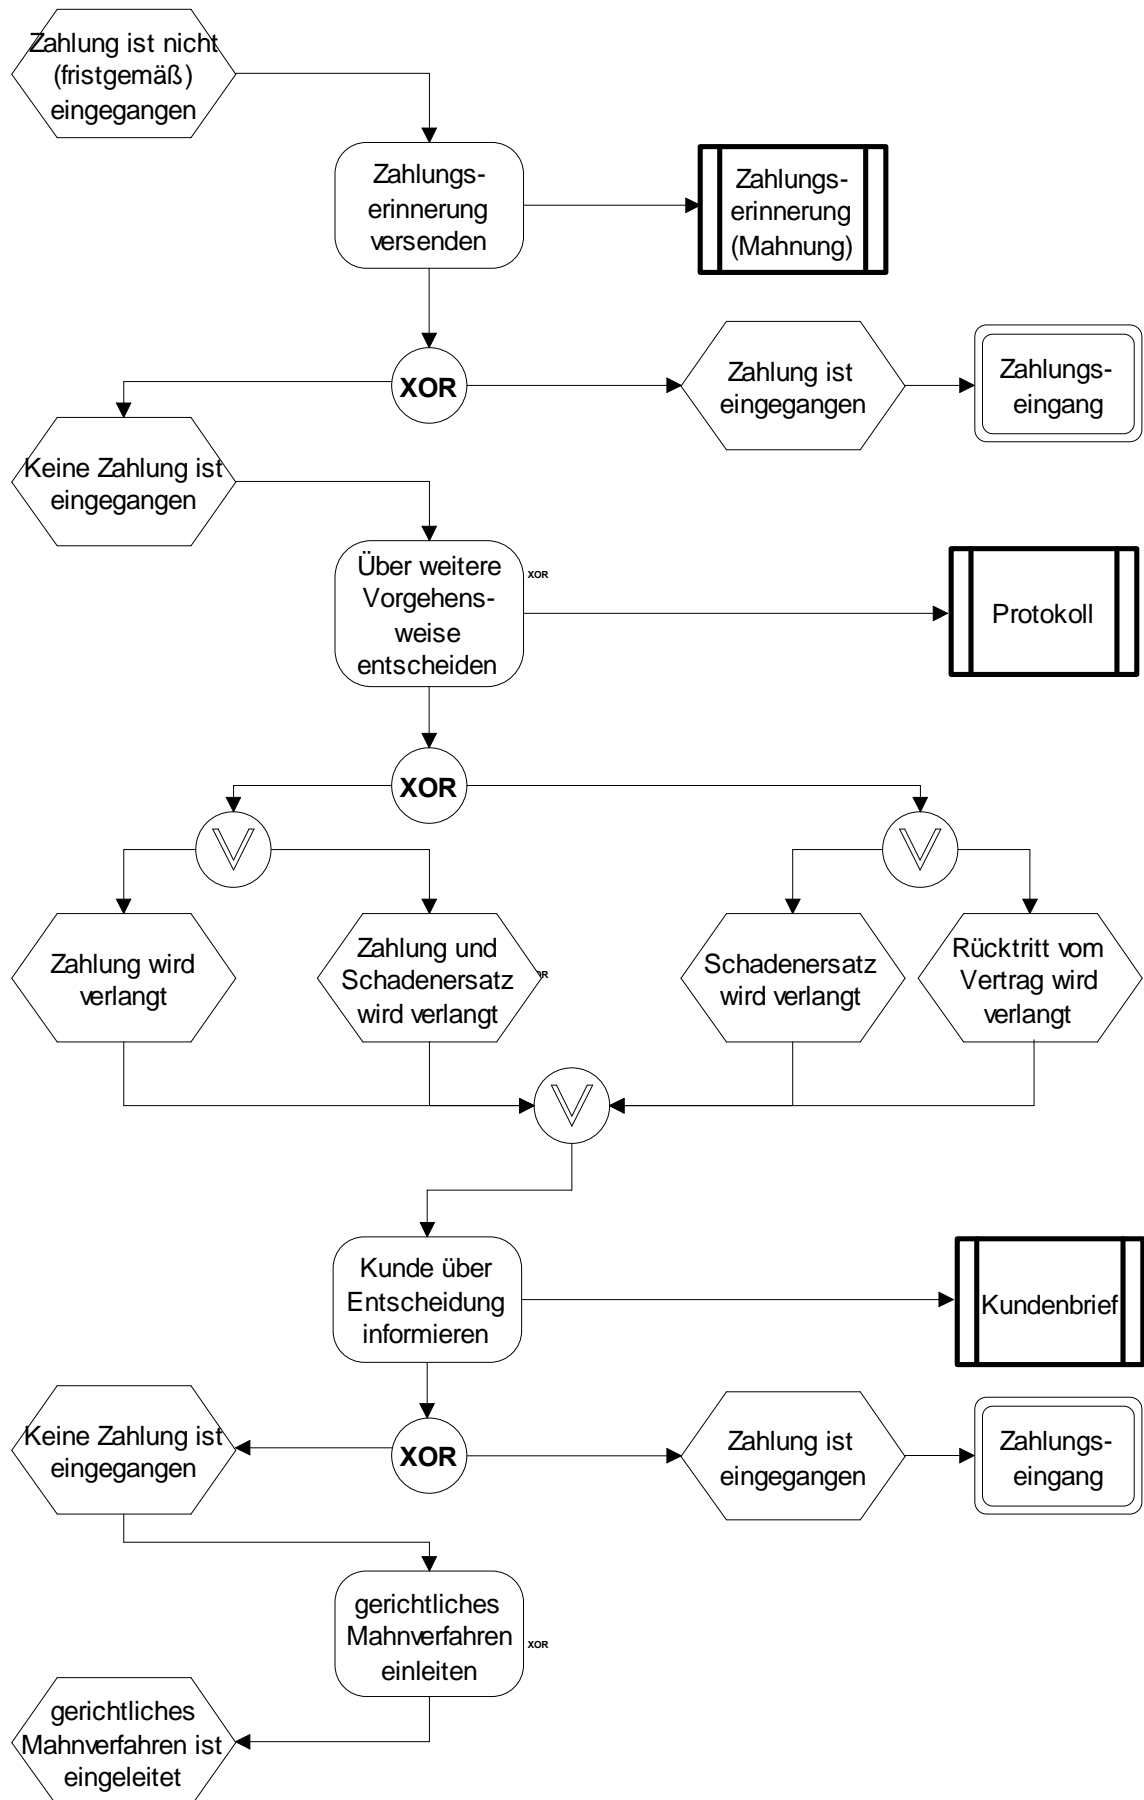 Zahlung ist nicht
(fristgemäß)
eingegangen
Zahlungs-
erinnerung
versenden
Zahlungs-
erinnerung
(Mahnung)
XOR
Zahlung ist
eingegangen
Zahlungs-
eingang
Keine Zahlung ist
eingegangen
Über weitere
Vorgehens-
weise
entscheiden
XOR
Protokoll
XOR
Zahlung wird
verlangt
Zahlung und
Schadenersatz
wird verlangt
Schadenersatz
wird verlangt
Rücktritt vom
Vertrag wird
verlangt
Kunde über
Entscheidung
informieren
Kundenbrief
Keine Zahlung ist
eingegangen
XOR
Zahlung ist
eingegangen
Zahlungs-
eingang
gerichtliches
Mahnverfahren
einleiten
XOR
gerichtliches
Mahnverfahren ist
eingeleitet